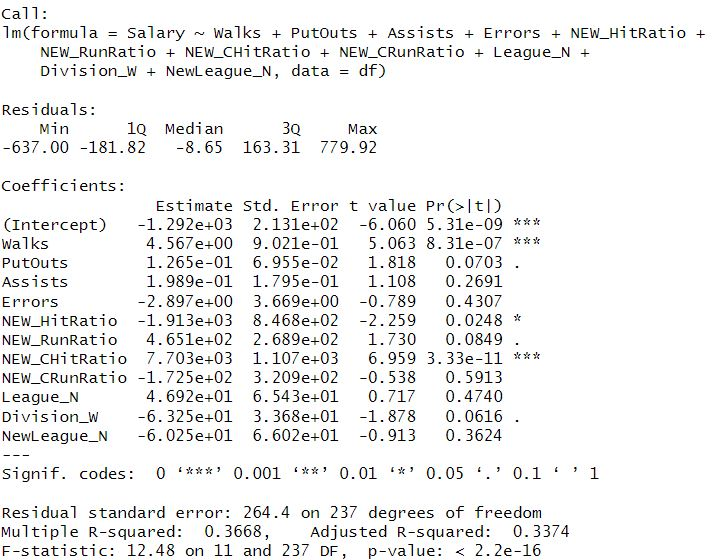 Call:
lm(formula = Salary ~ Walks + PutOuts + Assists + Errors + NEW_HitRatio +
    NEW_RunRatio + NEW_CHitRatio + NEW_CRunRatio + League_N +
    Division_W + NewLeague_N, data = df)

Residuals:
    Min      1Q  Median      3Q     Max
-637.00 -181.82   -8.65  163.31  779.92

Coefficients:
                Estimate Std. Error t value Pr(>|t|)
(Intercept)   -1.292e+03  2.131e+02  -6.060 5.31e-09 ***
Walks          4.567e+00  9.021e-01   5.063 8.31e-07 ***
PutOuts        1.265e-01  6.955e-02   1.818   0.0703 .
Assists        1.989e-01  1.795e-01   1.108   0.2691
Errors        -2.897e+00  3.669e+00  -0.789   0.4307
NEW_HitRatio  -1.913e+03  8.468e+02  -2.259   0.0248 *
NEW_RunRatio   4.651e+02  2.689e+02   1.730   0.0849 .
NEW_CHitRatio  7.703e+03  1.107e+03   6.959 3.33e-11 ***
NEW_CRunRatio -1.725e+02  3.209e+02  -0.538   0.5913
League_N       4.692e+01  6.543e+01   0.717   0.4740
Division_W    -6.325e+01  3.368e+01  -1.878   0.0616 .
NewLeague_N   -6.025e+01  6.602e+01  -0.913   0.3624
---
Signif. codes:  0 ‘***’ 0.001 ‘**’ 0.01 ‘*’ 0.05 ‘.’ 0.1 ‘ ’ 1

Residual standard error: 264.4 on 237 degrees of freedom
Multiple R-squared:  0.3668,    Adjusted R-squared:  0.3374
F-statistic: 12.48 on 11 and 237 DF,  p-value: < 2.2e-16